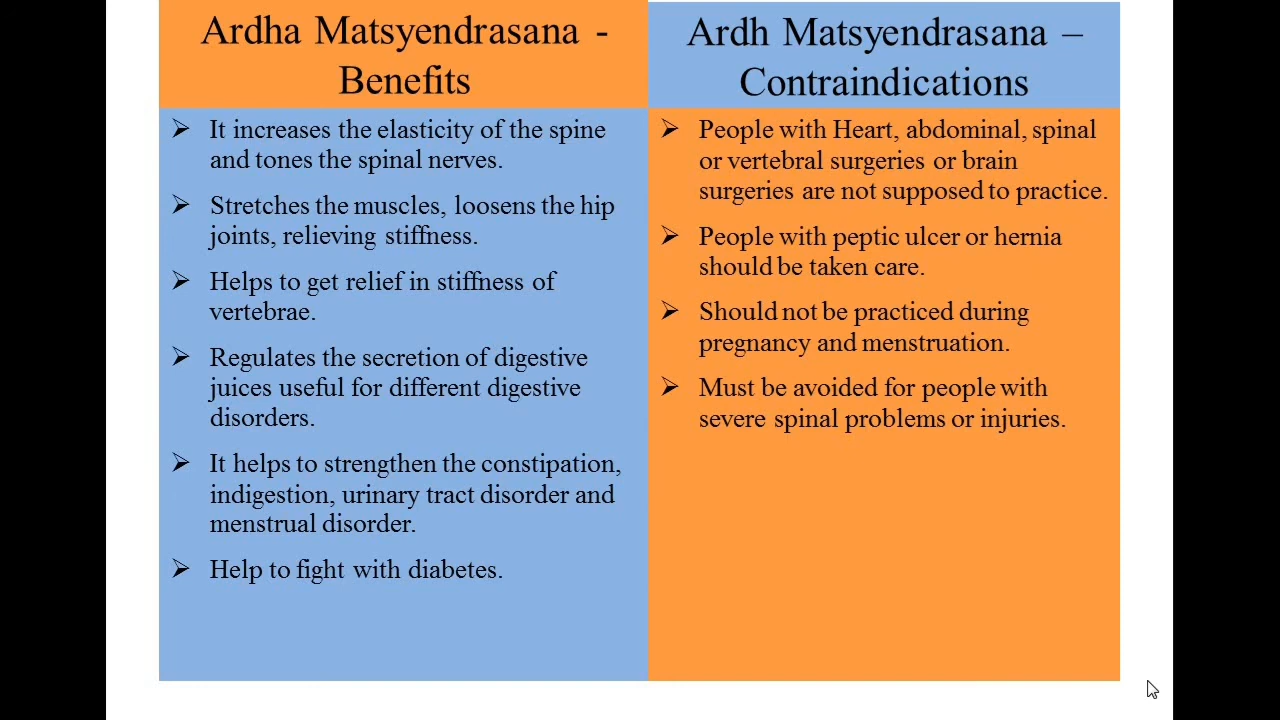 Ardha Matsyendrasana -
Benefits
➢ It increases the elasticity of the spine
and tones the spinal nerves.
➢ Stretches the muscles, loosens the hip
joints, relieving stiffness.
➢ Helps to get relief in stiffness of
vertebrae.
➢ Regulates the secretion of digestive
juices useful for different digestive
disorders.
➢ It helps to strengthen the constipation,
indigestion, urinary tract disorder and
menstrual disorder.
➢ Help to fight with diabetes.
Ardh Matsyendrasana –
Contraindications
➢ People with Heart, abdominal, spinal
or vertebral surgeries or brain
surgeries are not supposed to practice.
➢ People with peptic ulcer or hernia
should be taken care.
➢ Should not be practiced during
pregnancy and menstruation.
➢ Must be avoided for people with
severe spinal problems or injuries.